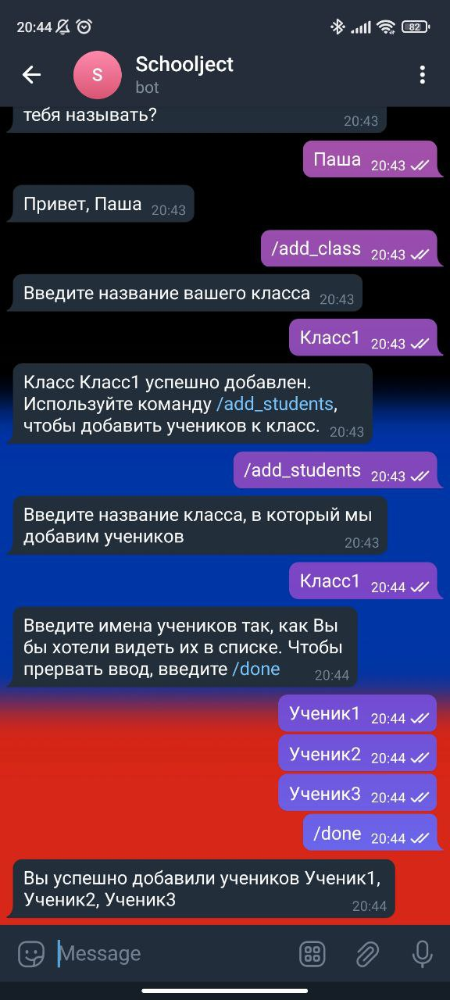 20:44
82
S
Schoolject
bot
тебя называть?
20:43
Паша 20:43
Привет, Паша 20:43
/add_class 20:43
Введите название вашего класса 20:43
Класс1 20:43
Класс Класс1 успешно добавлен.
Используйте команду /add_students,
чтобы добавить учеников к класс. 20:43
/add_students 20:43
Введите название класса, в который мы
добавим учеников 20:43
Класс1 20:44
Введите имена учеников так, как Вы
бы хотели видеть их в списке. Чтобы
прервать ввод, введите /done 20:44
Ученик1 20:44
Ученик2 20:44
Ученик3 20:44
/done 20:44
Вы успешно добавили учеников Ученик1,
Ученик2, Ученик3 20:44
Message